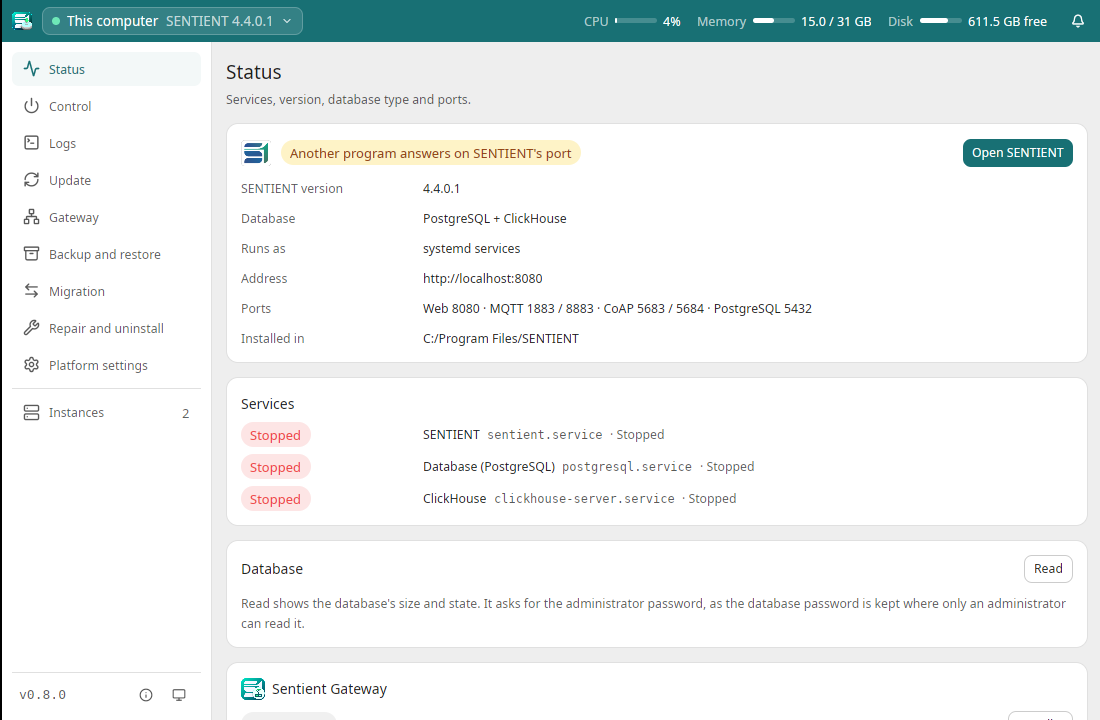 This computer SENTIENT 4.4.0.1 CPU 4% Memory 15.0 / 31 GB Disk 611.5 GB free
Status
Control
Logs
Update
Gateway
Backup and restore
Migration
Repair and uninstall
Platform settings
Instances 2
v0.8.0
Status
Services, version, database type and ports.
Another program answers on SENTIENT's port Open SENTIENT
SENTIENT version 4.4.0.1
Database PostgreSQL + ClickHouse
Runs as systemd services
Address http://localhost:8080
Ports Web 8080 · MQTT 1883 / 8883 · CoAP 5683 / 5684 · PostgreSQL 5432
Installed in C:/Program Files/SENTIENT
Services
Stopped SENTIENT sentient.service · Stopped
Stopped Database (PostgreSQL) postgresql.service · Stopped
Stopped ClickHouse clickhouse-server.service · Stopped
Database Read
Read shows the database's size and state. It asks for the administrator password, as the database password is kept where only an administrator
can read it.
Sentient Gateway